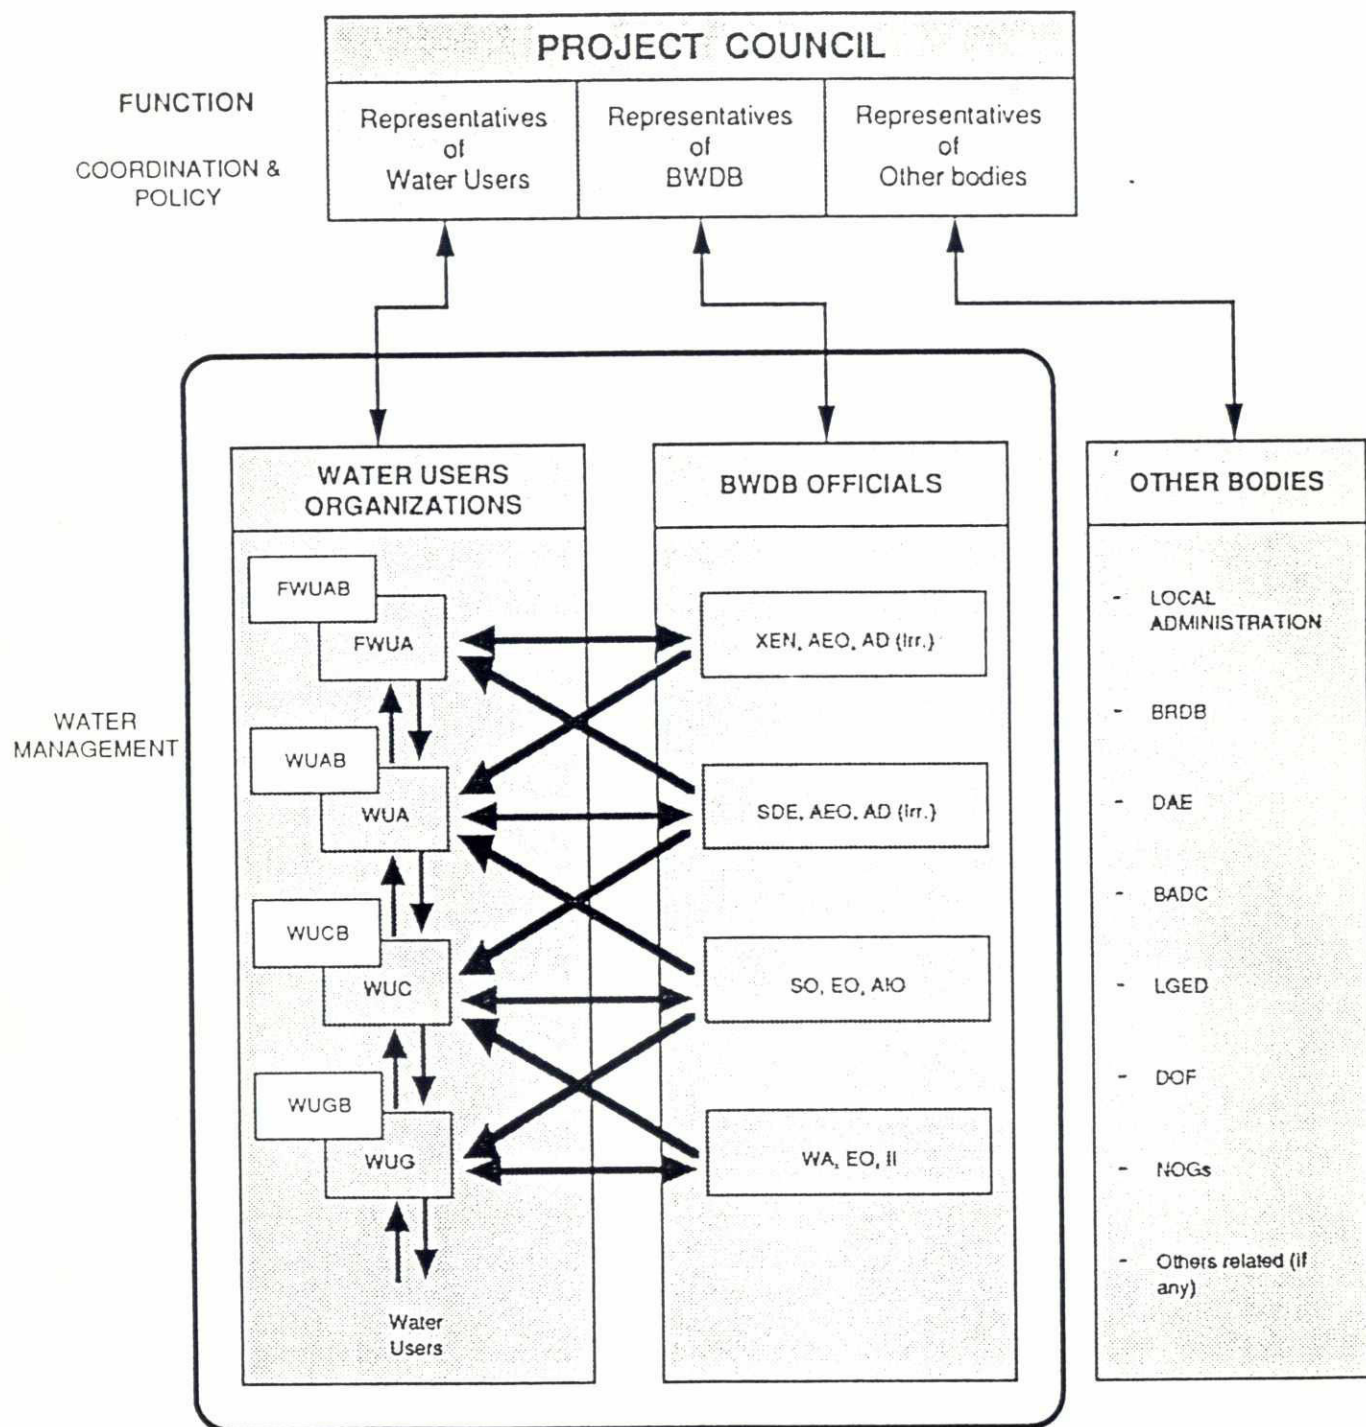 PROJECT COUNCIL
FUNCTION
COORDINATION &
POLICY
Representatives
of
Water Users
Representatives
of
BWDB
Representatives
of
Other bodies
WATER
MANAGEMENT
WATER USERS
ORGANIZATIONS
FWUAB
FWUA
WUAB
WUA
WUCB
WUC
WUGB
WUG
Water
Users
BWDB OFFICIALS
XEN, AEO, AD (Irr.)
SDE, AEO, AD (Irr.)
SO, EO, AIO
WA, EO, II
OTHER BODIES
- LOCAL
ADMINISTRATION
- BRDB
- DAE
- BADC
- LGED
- DOF
- NOGs
- Others related (if
any)